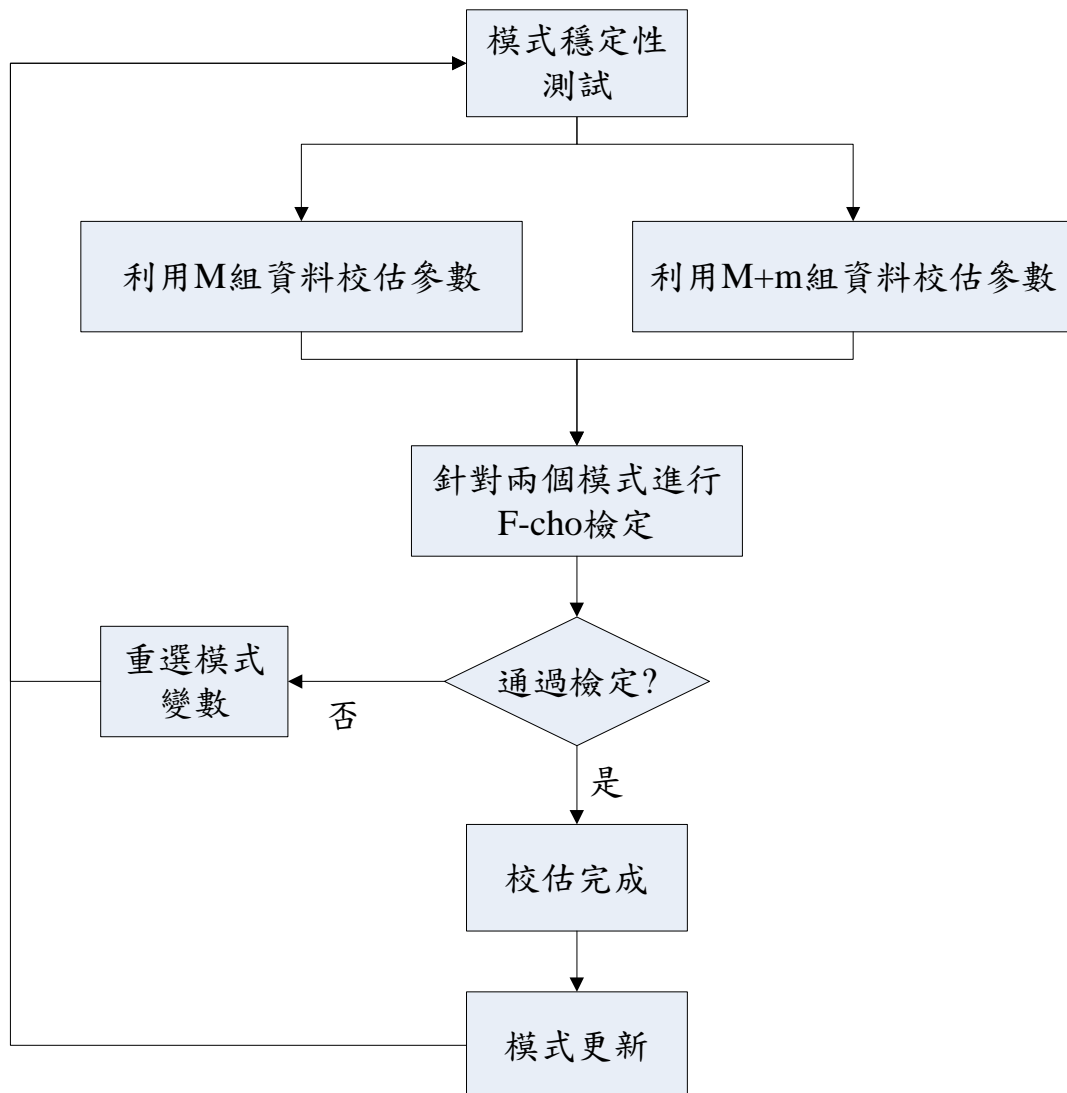 模式穩定性
測試
利用M組資料校估參數
利用M+m組資料校估參數
針對兩個模式進行
F-cho檢定
通過檢定?
重選模式
變數
否
是
校估完成
模式更新